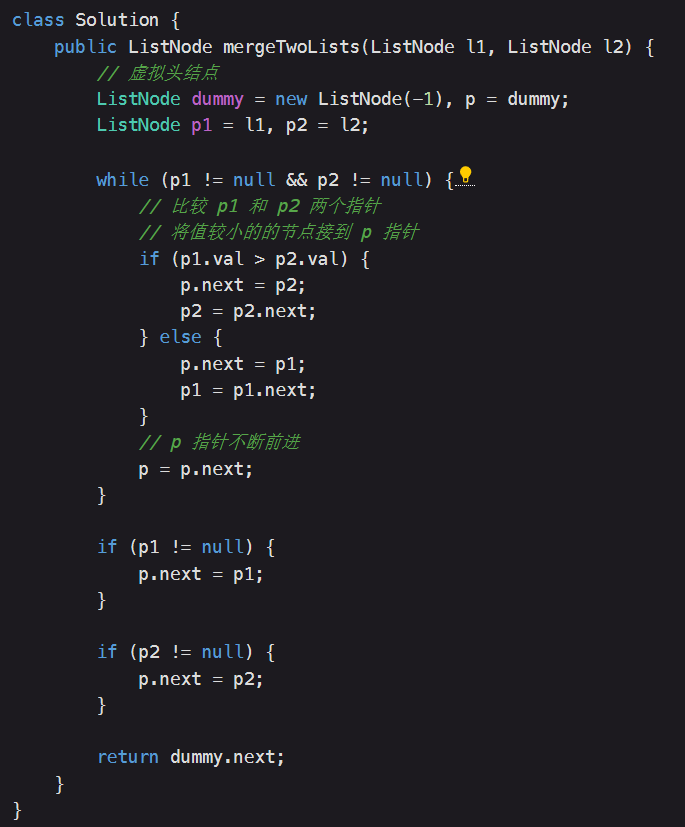 class Solution {
    public ListNode mergeTwoLists(ListNode l1, ListNode l2) {
        // 虚拟头结点
        ListNode dummy = new ListNode(-1), p = dummy;
        ListNode p1 = l1, p2 = l2;

        while (p1 != null && p2 != null) {
            // 比较 p1 和 p2 两个指针
            // 将值较小的的节点接到 p 指针
            if (p1.val > p2.val) {
                p.next = p2;
                p2 = p2.next;
            } else {
                p.next = p1;
                p1 = p1.next;
            }
            // p 指针不断前进
            p = p.next;
        }

        if (p1 != null) {
            p.next = p1;
        }

        if (p2 != null) {
            p.next = p2;
        }

        return dummy.next;
    }
}